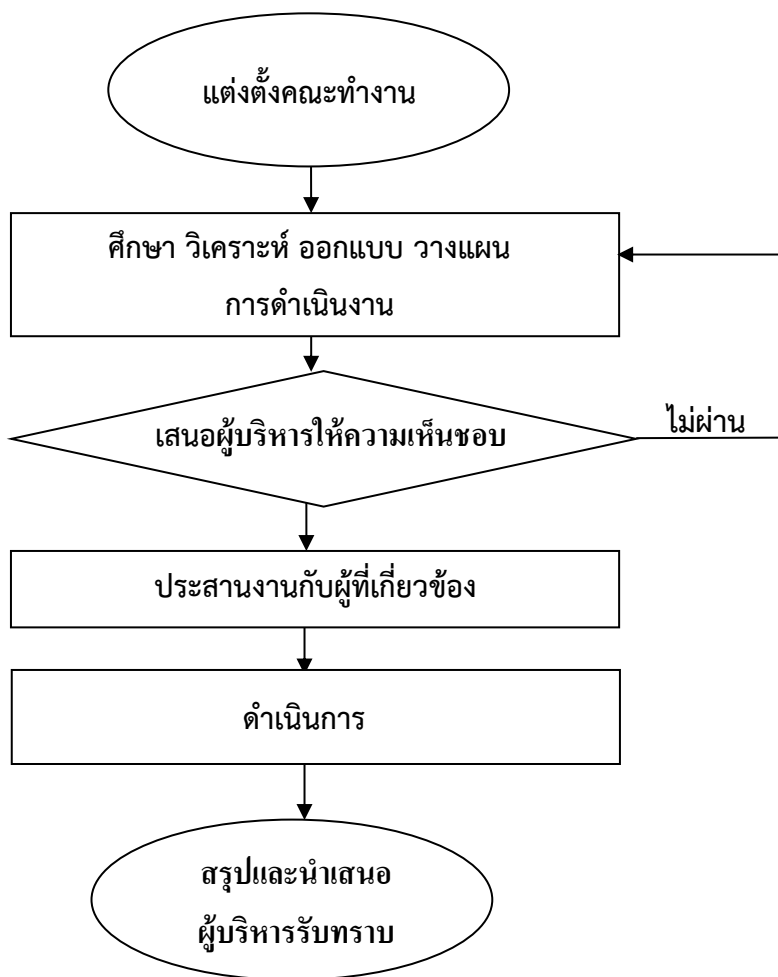 แต่งตั้งคณะทำงาน
ศึกษา วิเคราะห์ ออกแบบ วางแผน
การดำเนินงาน
เสนอผู้บริหารให้ความเห็นชอบ
ไม่ผ่าน
ประสานงานกับผู้ที่เกี่ยวข้อง
ดำเนินการ
สรุปและนำเสนอ
ผู้บริหารรับทราบ